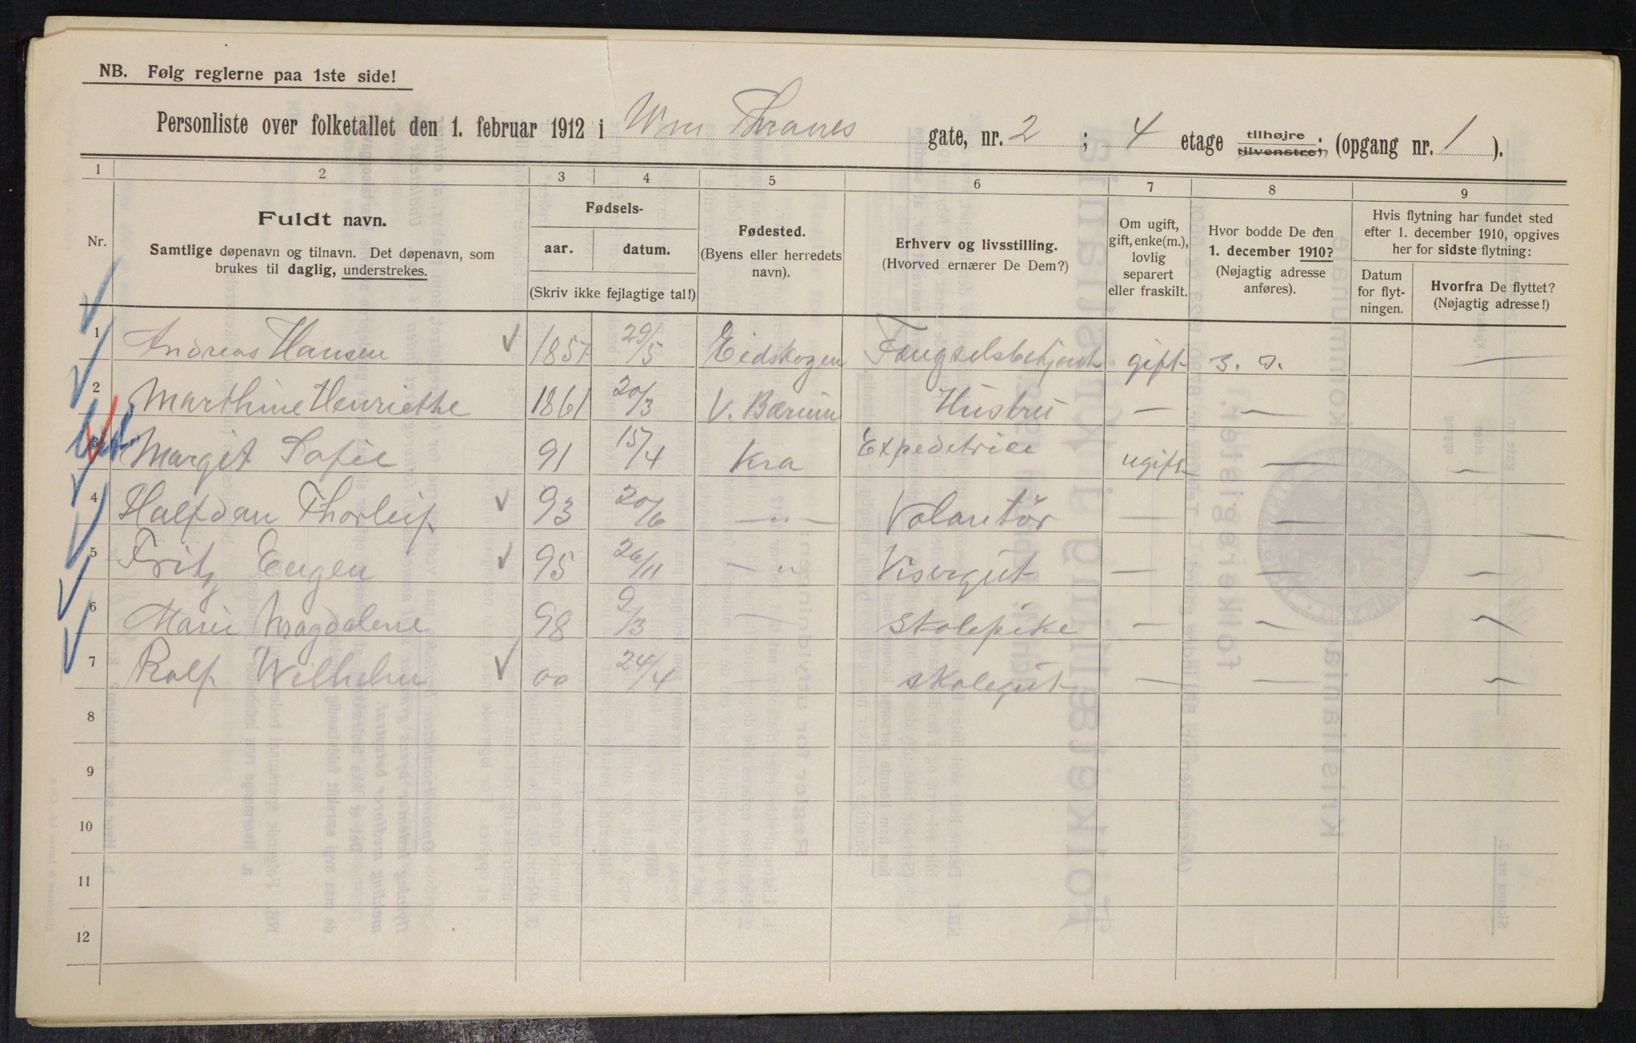 NB. Følg reglerne paa 1ste side!
Personliste over folketallet den 1. februar 1912 i Wm Thranes gate, nr. 2 ; 4 etage tilhøjre tilvenstre; (opgang nr. 1 ).
1 2 3 4 5 6 7 8 9
Nr.
Fuldt navn.
Samtlige døpenavn og tilnavn. Det døpenavn, som
brukes til daglig, understrekes.
Fødsels-
aar. datum.
(Skriv ikke fejlagtige tal!)
Fødested.
(Byens eller herredets
navn).
Erhverv og livsstilling.
(Hvorved ernærer De Dem?)
Om ugift,
gift, enke(m.),
lovlig
separert
eller fraskilt.
Hvor bodde De den
1. december 1910?
(Nøjagtig adresse
anføres).
Hvis flytning har fundet sted
efter 1. december 1910, opgives
her for sidste flytning:
Datum
for flyt-
ningen.
Hvorfra De flyttet?
(Nøjagtig adresse!)
1 Andreas Hansen 1857 29/5 Eidskogen gift s. d. —
2 Marthine Henriethe 1861 20/3 V. Bærum Hustru — —
3 Margit Sofie 91 15/4 Kra Expeditrice ugift — —
4 Halfdan Thorleif 93 20/6 — „ — Volantør — — —
5 Fritz Eugen 95 26/11 — „ Visergut — — —
6 Marie Magdalene 98 9/3 — Skolepike — — —
7 Rolf Wilhelm 00 24/4 skolegut — — —
8
9
10
11
12